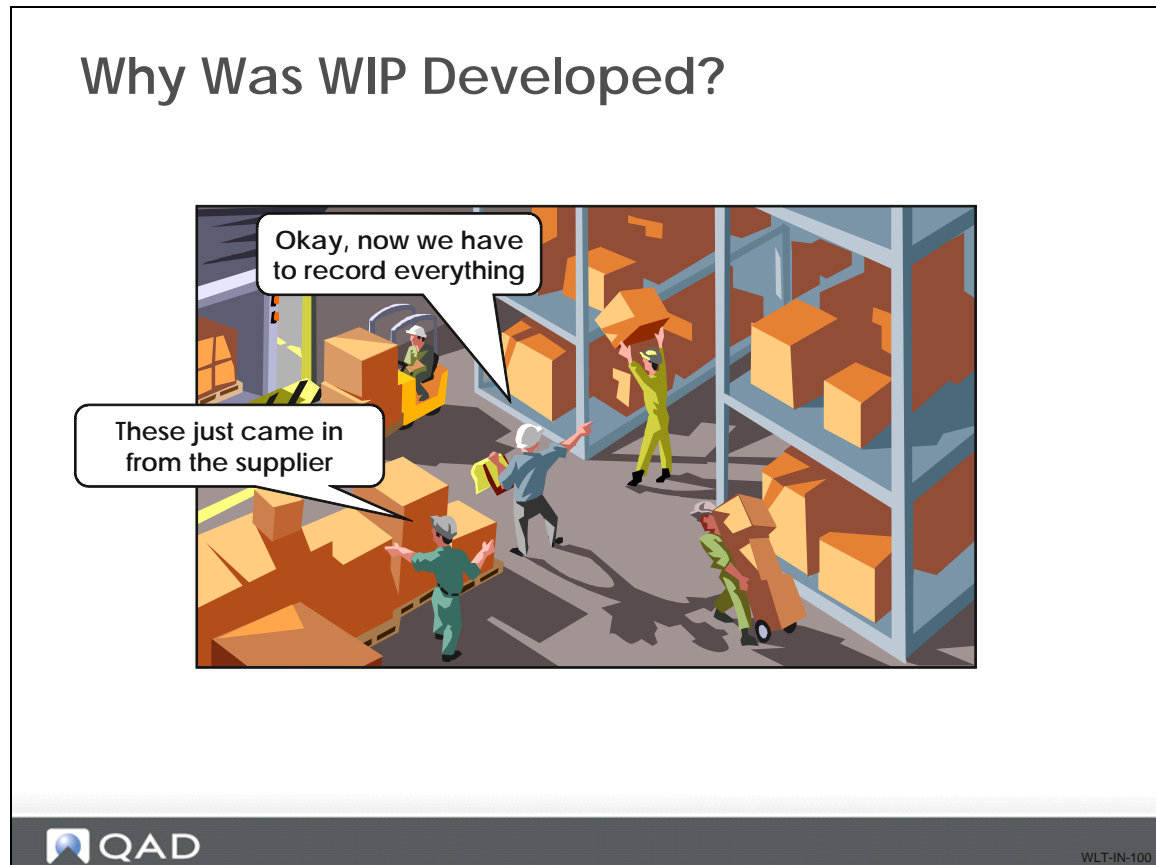 Why Was WIP Developed?
Okay, now we have
to record everything
These just came in
from the supplier
QAD
WLT-IN-100